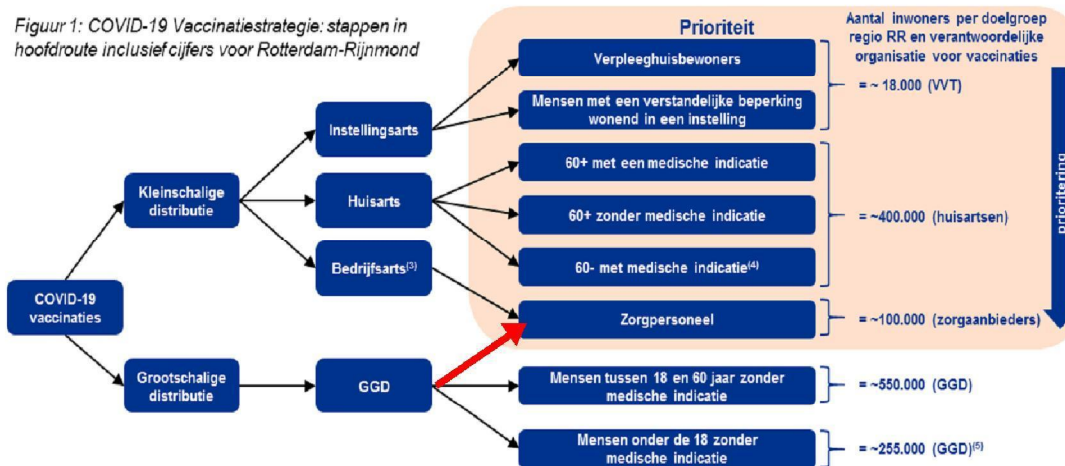 Figuur 1: COVID-19 Vaccinatiestrategie: stappen in
hoofdroute inclusief cijfers voor Rotterdam-Rijnmond
Prioriteit
Aantal inwoners per doelgroep
regio RR en verantwoordelijke
organisatie voor vaccinaties
Verpleeghuisbewoners
= ~ 18.000 (VVT)
Mensen met een verstandelijke beperking
wonend in een instelling
Instellingsarts
60+ met een medische indicatie
Kleinschalige
distributie
Huisarts
60+ zonder medische indicatie
= ~400.000 (huisartsen)
prioritering
Bedrijfsarts(3)
60- met medische indicatie(4)
COVID-19
vaccinaties
Zorgpersoneel
= ~100.000 (zorgaanbieders)
Grootschalige
distributie
GGD
Mensen tussen 18 en 60 jaar zonder
medische indicatie
= ~550.000 (GGD)
Mensen onder de 18 zonder
medische indicatie
= ~255.000 (GGD)(5)